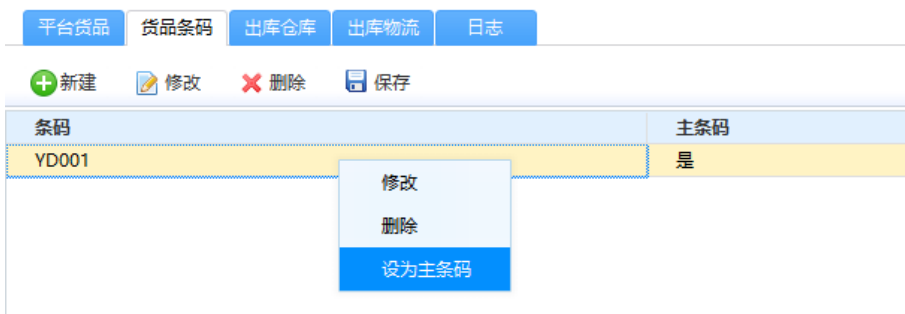 平台货品 货品条码 出库仓库 出库物流 日志
新建 修改 删除 保存
条码 主条码
YD001 是
修改
删除
设为主条码